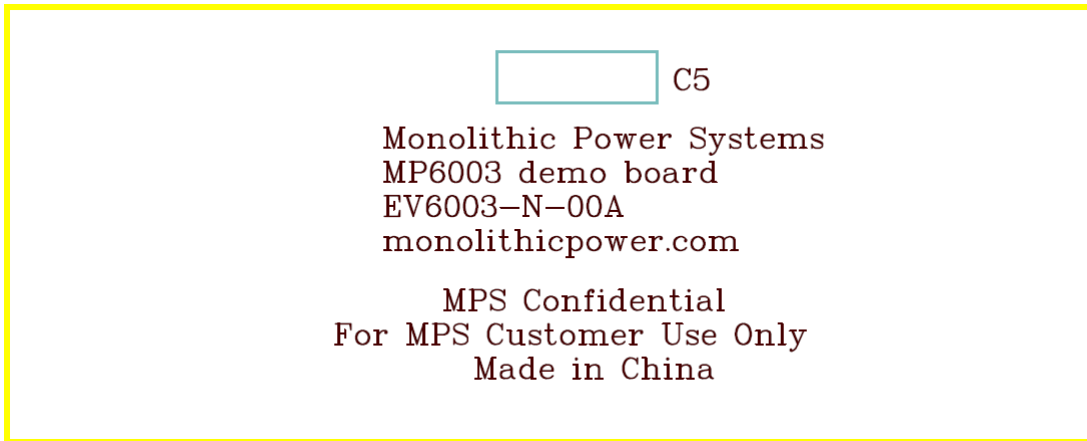 C5
Monolithic Power Systems
MP6003 demo board
EV6003-N-00A
monolithicpower.com
MPS Confidential
For MPS Customer Use Only
Made in China